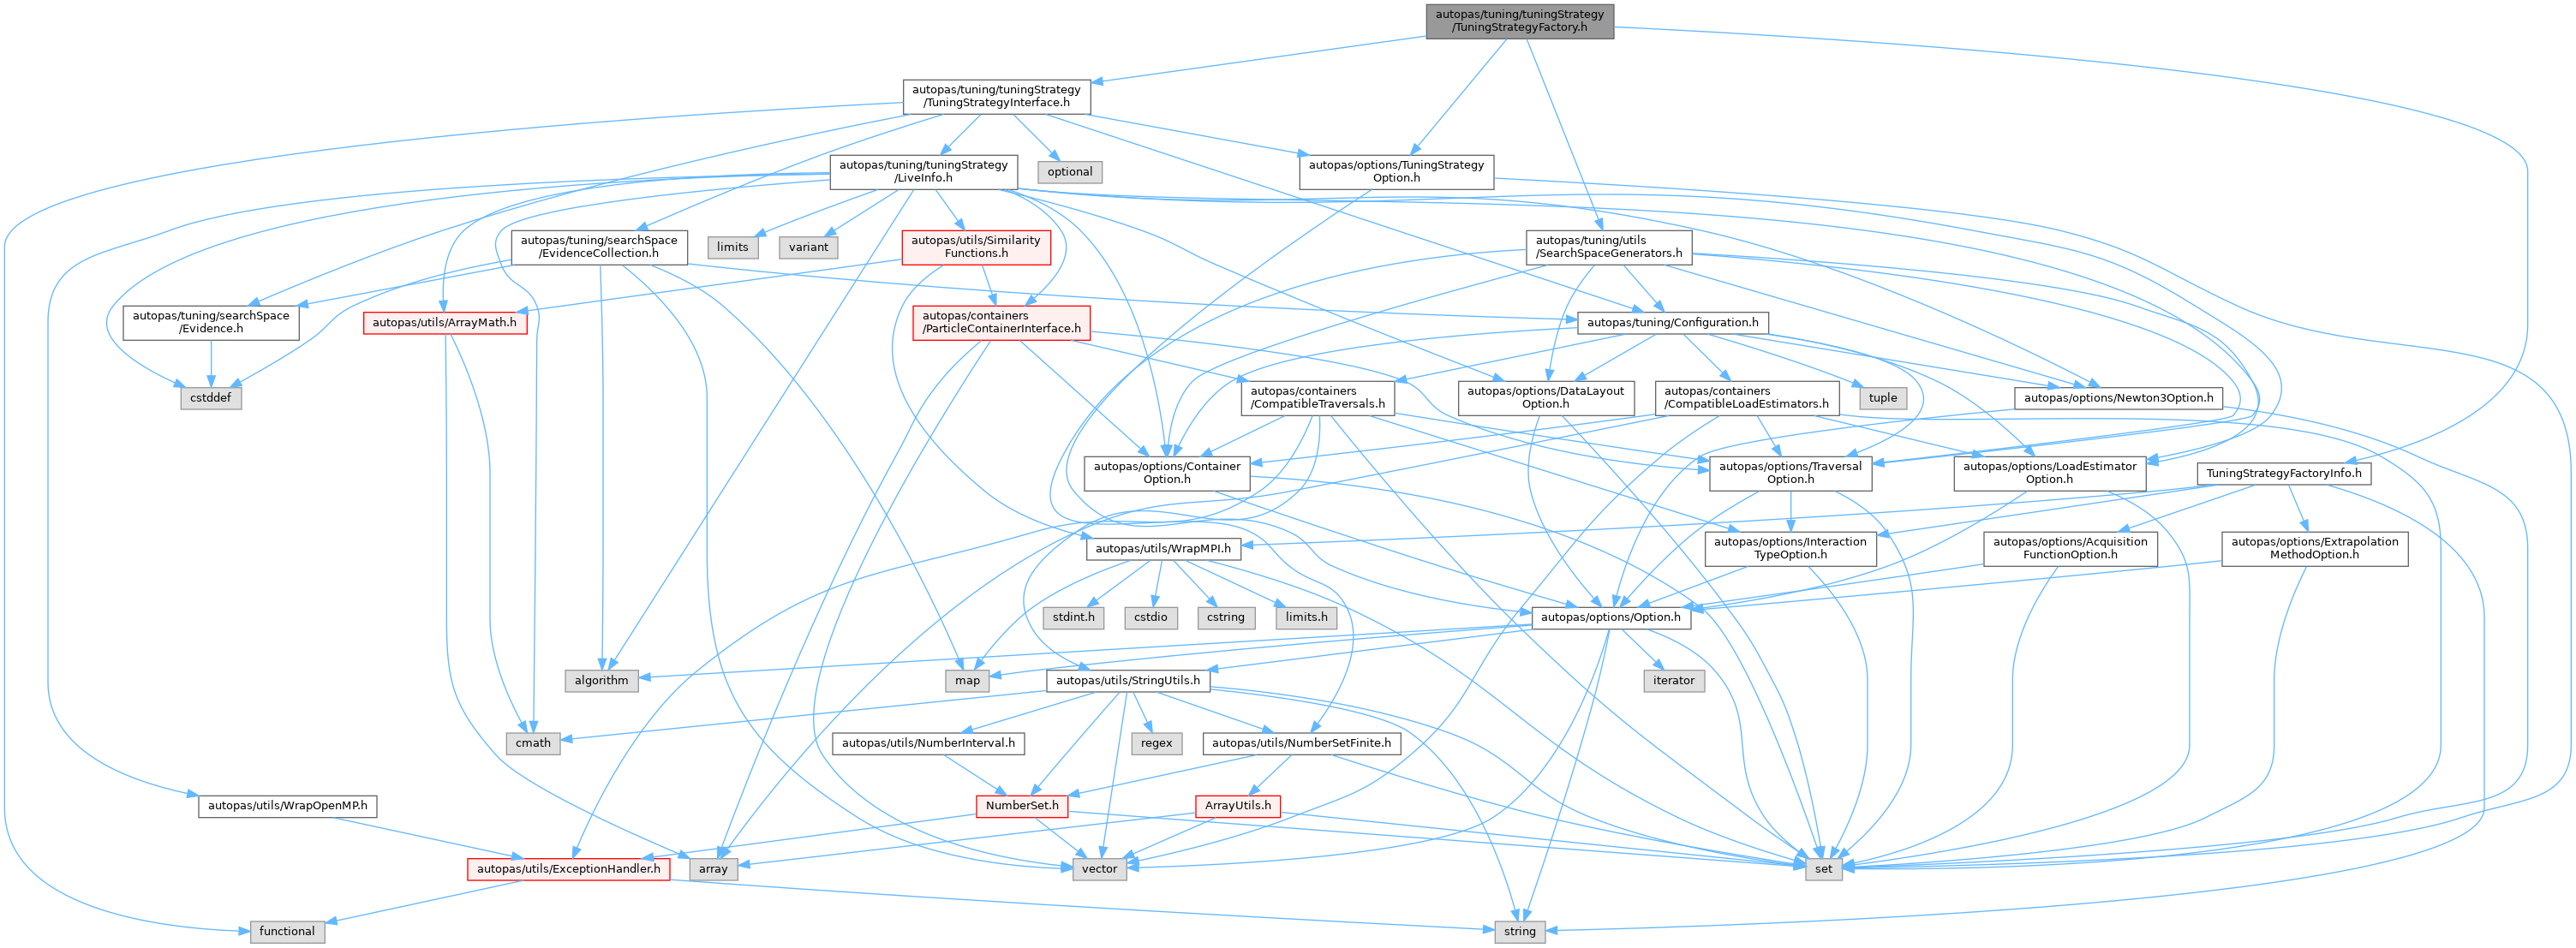 autopas/tuning/tuningStrategy
/TuningStrategyFactory.h
autopas/tuning/tuningStrategy
/TuningStrategyInterface.h
autopas/tuning/tuningStrategy
/LiveInfo.h
optional
autopas/options/TuningStrategy
Option.h
autopas/tuning/searchSpace
/EvidenceCollection.h
limits
variant
autopas/utils/Similarity
Functions.h
autopas/tuning/utils
/SearchSpaceGenerators.h
autopas/tuning/searchSpace
/Evidence.h
autopas/utils/ArrayMath.h
autopas/containers
/ParticleContainerInterface.h
autopas/tuning/Configuration.h
cstddef
autopas/containers
/CompatibleTraversals.h
autopas/options/DataLayout
Option.h
autopas/containers
/CompatibleLoadEstimators.h
tuple
autopas/options/Newton3Option.h
autopas/options/Container
Option.h
autopas/options/Traversal
Option.h
autopas/options/LoadEstimator
Option.h
TuningStrategyFactoryInfo.h
autopas/utils/WrapMPI.h
autopas/options/Interaction
TypeOption.h
autopas/options/Acquisition
FunctionOption.h
autopas/options/Extrapolation
MethodOption.h
stdint.h
cstdio
cstring
limits.h
autopas/options/Option.h
algorithm
map
autopas/utils/StringUtils.h
iterator
cmath
autopas/utils/NumberInterval.h
regex
autopas/utils/NumberSetFinite.h
autopas/utils/WrapOpenMP.h
NumberSet.h
ArrayUtils.h
autopas/utils/ExceptionHandler.h
array
vector
set
functional
string